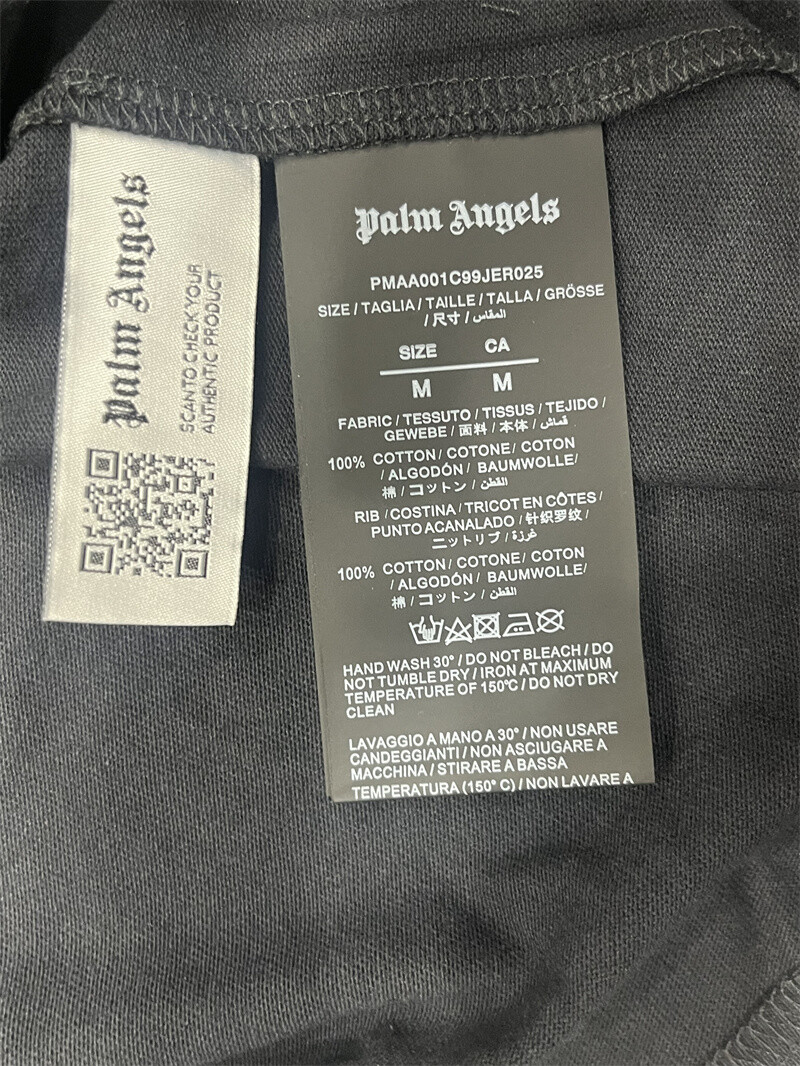 Palm Angels
SCAN TO CHECK YOUR
AUTHENTIC PRODUCT
Palm Angels
PMAA001C99JER025
SIZE / TAGLIA / TAILLE / TALLA / GRÖSSE
/ 尺寸 / المقاس
SIZE CA
M M
FABRIC / TESSUTO / TISSUS / TEJIDO /
GEWEBE / 面料 / 本体 / قماش
100% COTTON / COTONE / COTON
/ ALGODÓN / BAUMWOLLE/
棉 / コットン / القطن
RIB / COSTINA / TRICOT EN CÔTES /
PUNTO ACANALADO / 针织罗纹 /
ニットリブ / غرزة
100% COTTON / COTONE / COTON
/ ALGODÓN / BAUMWOLLE/
棉 / コットン / القطن
HAND WASH 30° / DO NOT BLEACH / DO
NOT TUMBLE DRY / IRON AT MAXIMUM
TEMPERATURE OF 150℃ / DO NOT DRY
CLEAN
LAVAGGIO A MANO A 30° / NON USARE
CANDEGGIANTI / NON ASCIUGARE A
MACCHINA / STIRARE A BASSA
TEMPERATURA (150° C) / NON LAVARE A